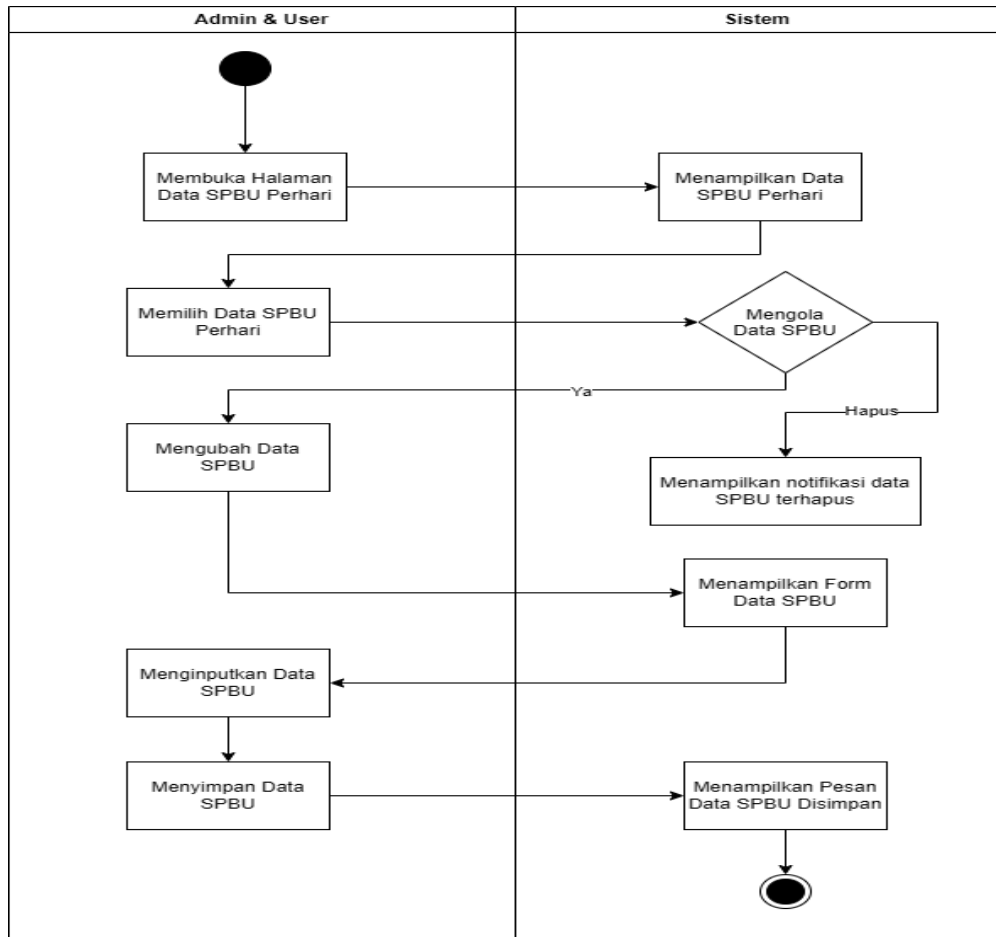 Admin & User
Sistem
Membuka Halaman
Data SPBU Perhari
Menampilkan Data
SPBU Perhari
Memilih Data SPBU
Perhari
Mengola
Data SPBU
Ya
Hapus
Mengubah Data
SPBU
Menampilkan notifikasi data
SPBU terhapus
Menampilkan Form
Data SPBU
Menginputkan Data
SPBU
Menyimpan Data
SPBU
Menampilkan Pesan
Data SPBU Disimpan